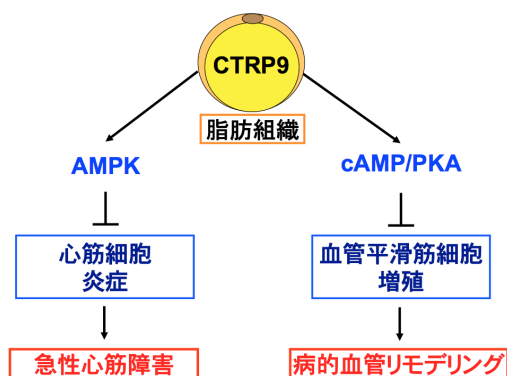 CTRP9
脂肪組織
AMPK
cAMP/PKA
心筋細胞
炎症
血管平滑筋細胞
増殖
急性心筋障害
病的血管リモデリング